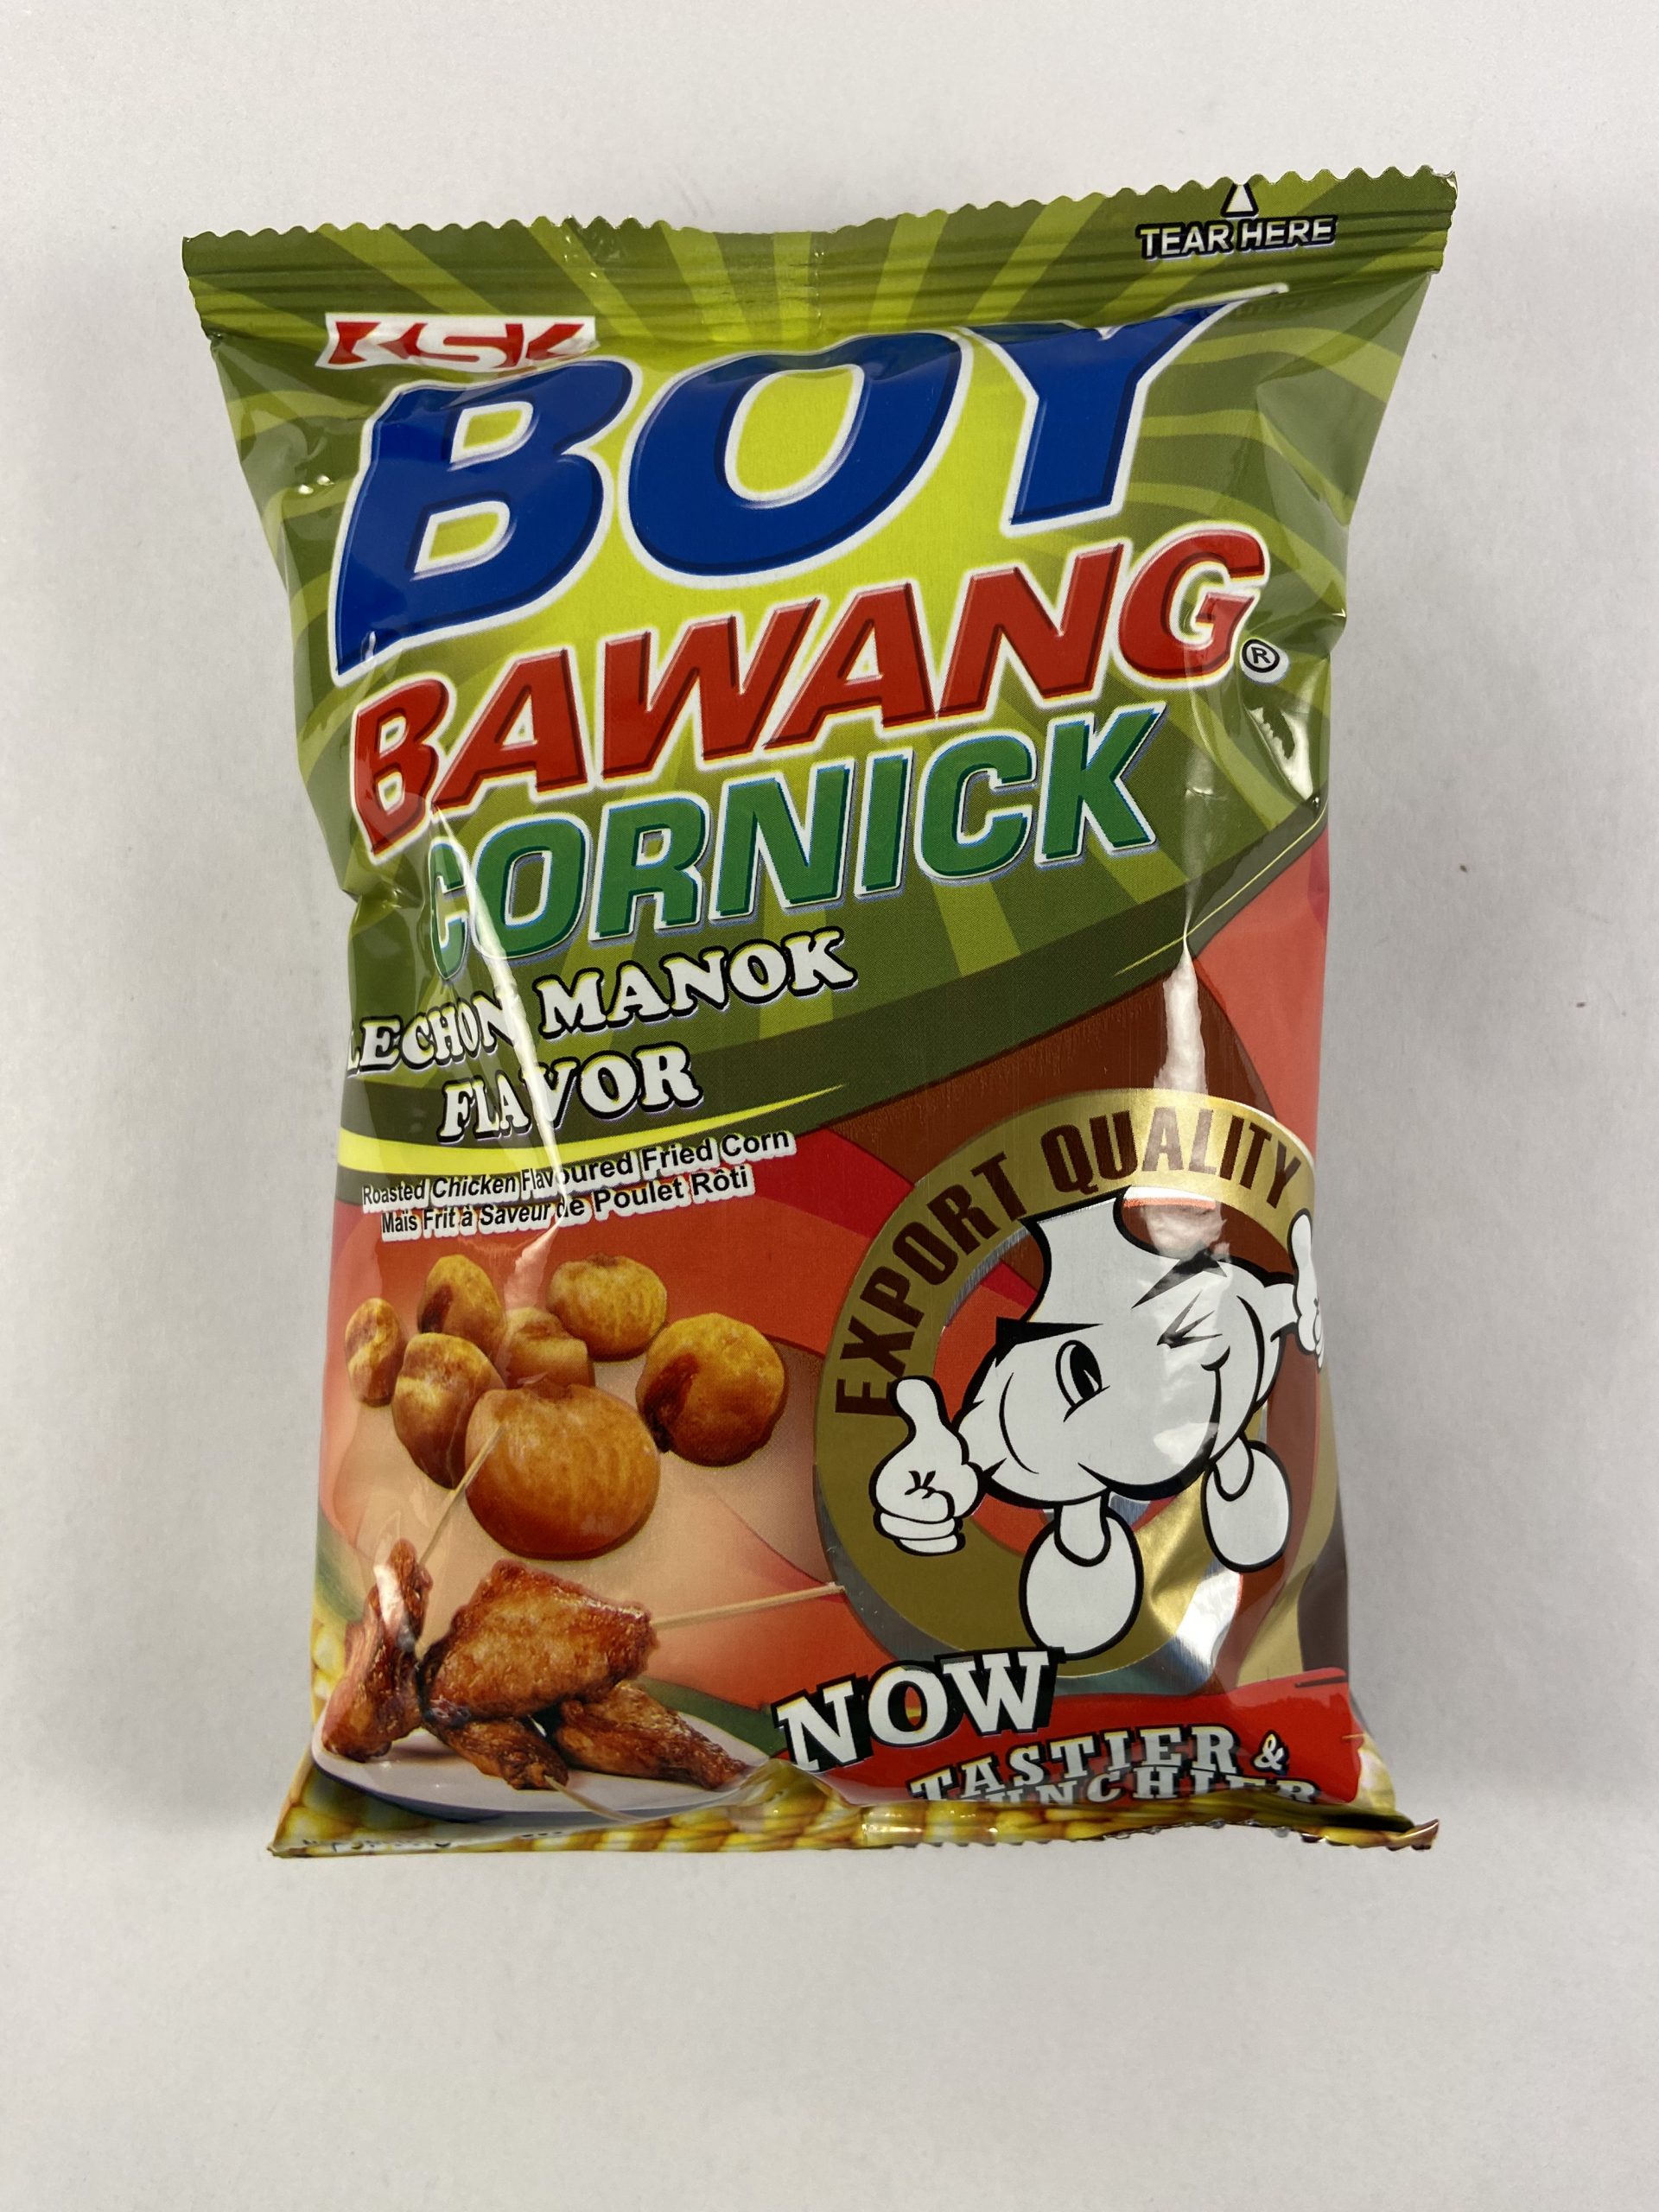 TEAR HERE
KSK
BOY
BAWANG®
CORNICK
LECHON MANOK
FLAVOR
Roasted Chicken Flavoured Fried Corn
Maïs Frit à Saveur de Poulet Rôti
EXPORT QUALITY
NOW
TASTIER &
CRUNCHIER